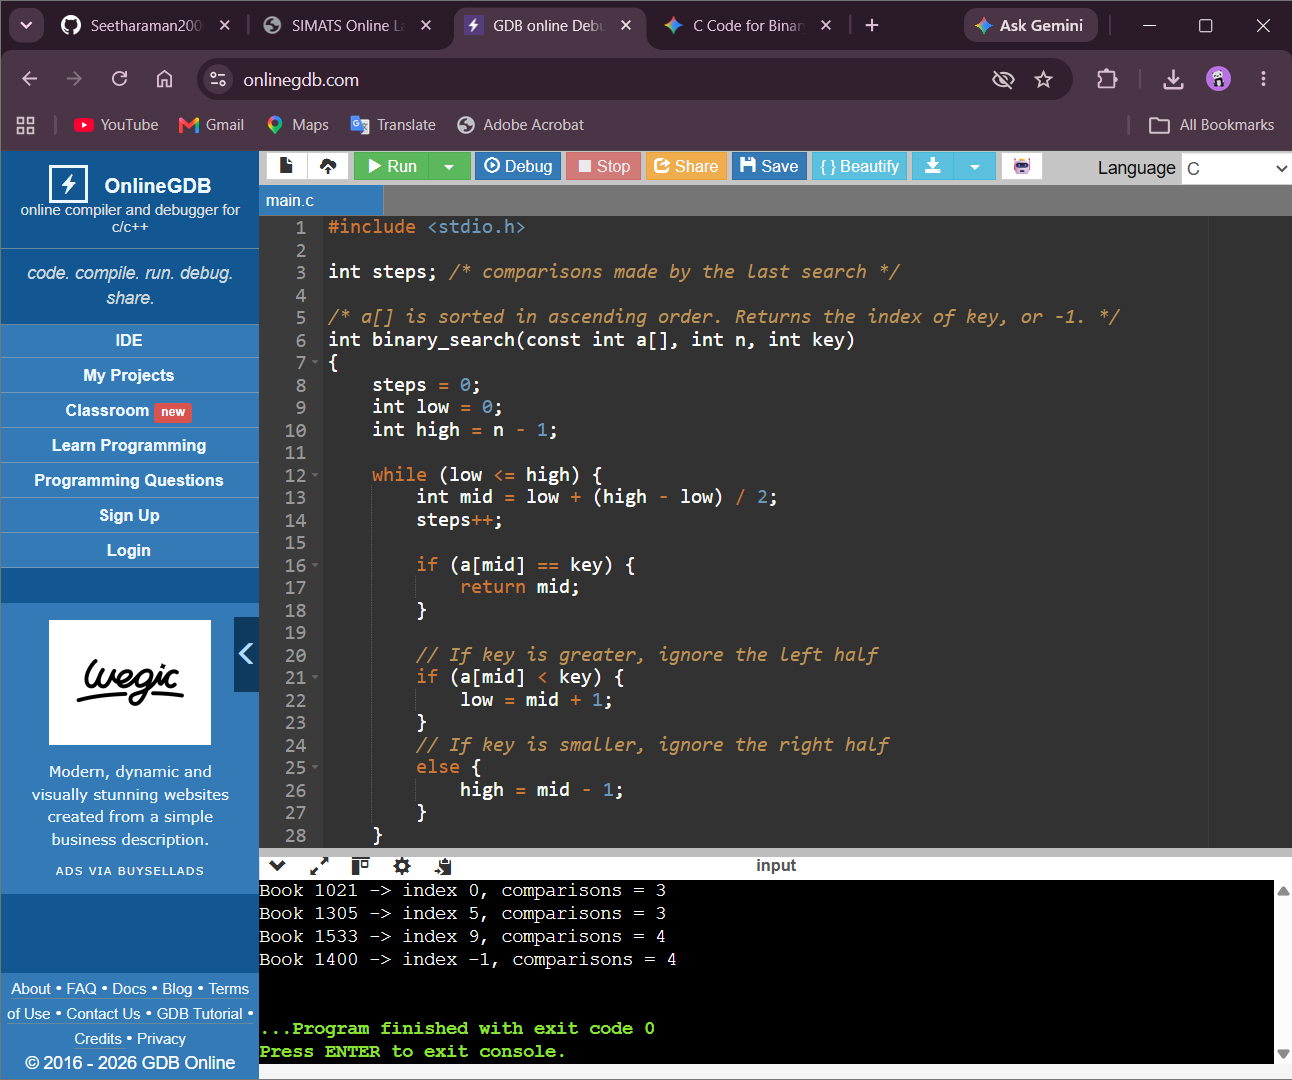 Seetharaman200
SIMATS Online La
GDB online Debu
C Code for Binar
Ask Gemini
onlinegdb.com
YouTube
Gmail
Maps
Translate
Adobe Acrobat
All Bookmarks
OnlineGDB
online compiler and debugger for
c/c++
code. compile. run. debug.
share.
IDE
My Projects
Classroom new
Learn Programming
Programming Questions
Sign Up
Login
wegic
Modern, dynamic and
visually stunning websites
created from a simple
business description.
ADS VIA BUYSELLADS
About • FAQ • Docs • Blog • Terms
of Use • Contact Us • GDB Tutorial •
Credits • Privacy
© 2016 - 2026 GDB Online
Run
Debug
Stop
Share
Save
{ } Beautify
Language C
main.c
1 #include <stdio.h>
2
3 int steps; /* comparisons made by the last search */
4
5 /* a[] is sorted in ascending order. Returns the index of key, or -1. */
6 int binary_search(const int a[], int n, int key)
7 {
8     steps = 0;
9     int low = 0;
10     int high = n - 1;
11
12     while (low <= high) {
13         int mid = low + (high - low) / 2;
14         steps++;
15
16         if (a[mid] == key) {
17             return mid;
18         }
19
20         // If key is greater, ignore the left half
21         if (a[mid] < key) {
22             low = mid + 1;
23         }
24         // If key is smaller, ignore the right half
25         else {
26             high = mid - 1;
27         }
28     }
input
Book 1021 -> index 0, comparisons = 3
Book 1305 -> index 5, comparisons = 3
Book 1533 -> index 9, comparisons = 4
Book 1400 -> index -1, comparisons = 4
...Program finished with exit code 0
Press ENTER to exit console.